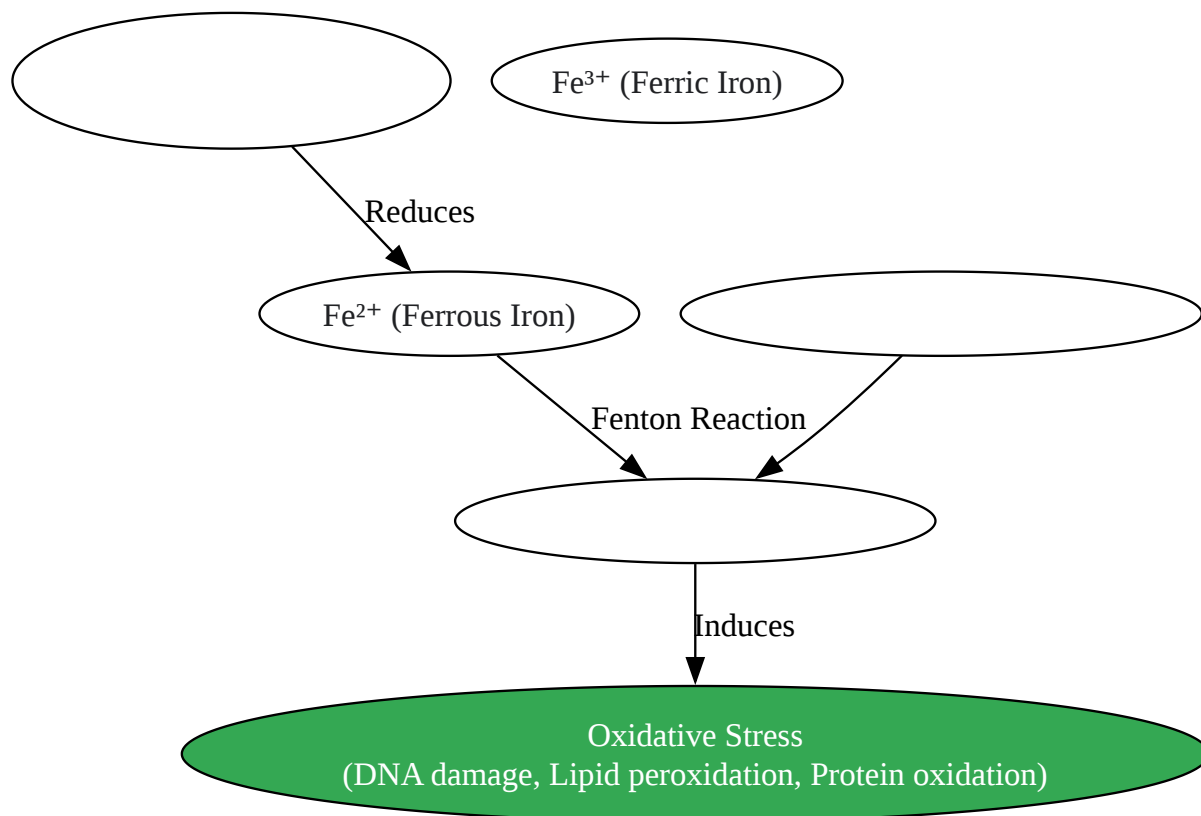 Fe³⁺ (Ferric Iron)
Reduces
Fe²⁺ (Ferrous Iron)
Fenton Reaction
Induces
Oxidative Stress
(DNA damage, Lipid peroxidation, Protein oxidation)